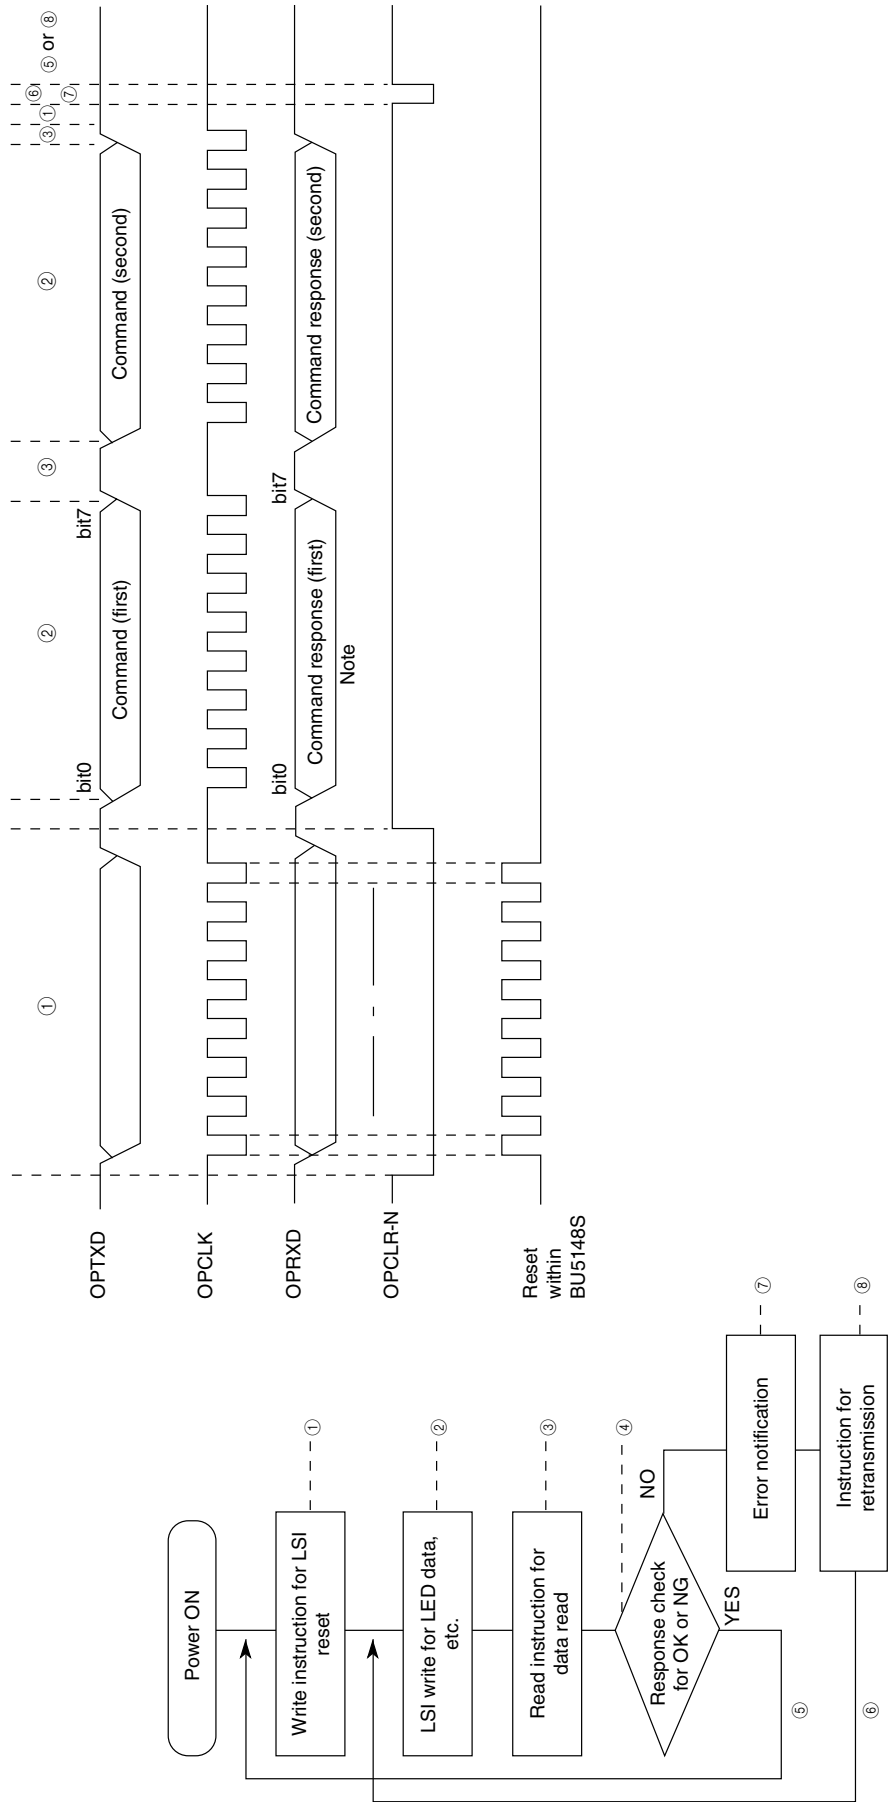 Power ON
Write instruction for LSI
reset
①
LSI write for LED data,
etc.
②
Read instruction for
data read
③
④
Response check
for OK or NG
NO
YES
Error notification
⑦
Instruction for
retransmission
⑧
⑤
⑥
① ② ③ ② ③ ① ⑥ ⑤ or ⑧
⑦
bit0 bit7
OPTXD Command (first) Command (second)
OPCLK
bit0 bit7
OPRXD Command response (first) Command response (second)
Note
OPCLR-N
Reset
within
BU5148S